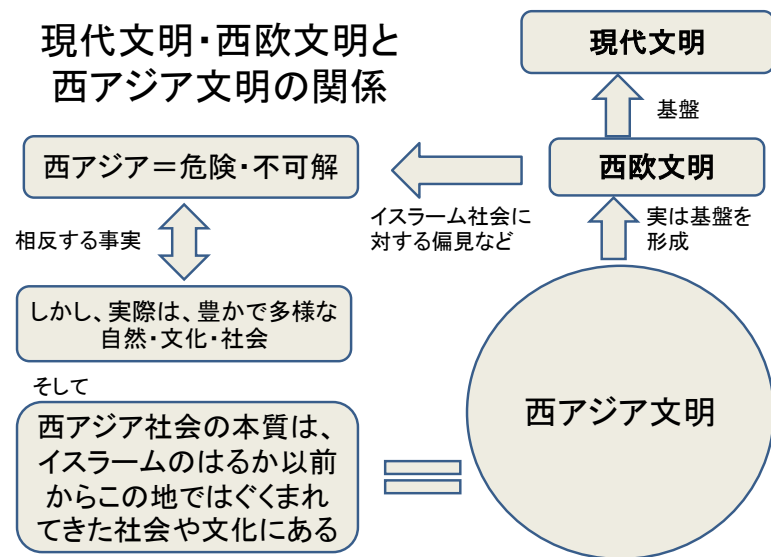 現代文明・西欧文明と
西アジア文明の関係
現代文明
基盤
西欧文明
西アジア＝危険・不可解
イスラーム社会に
対する偏見など
実は基盤を
形成
相反する事実
しかし、実際は、豊かで多様な
自然・文化・社会
そして
西アジア社会の本質は、
イスラームのはるか以前
からこの地ではぐくまれ
てきた社会や文化にある
西アジア文明